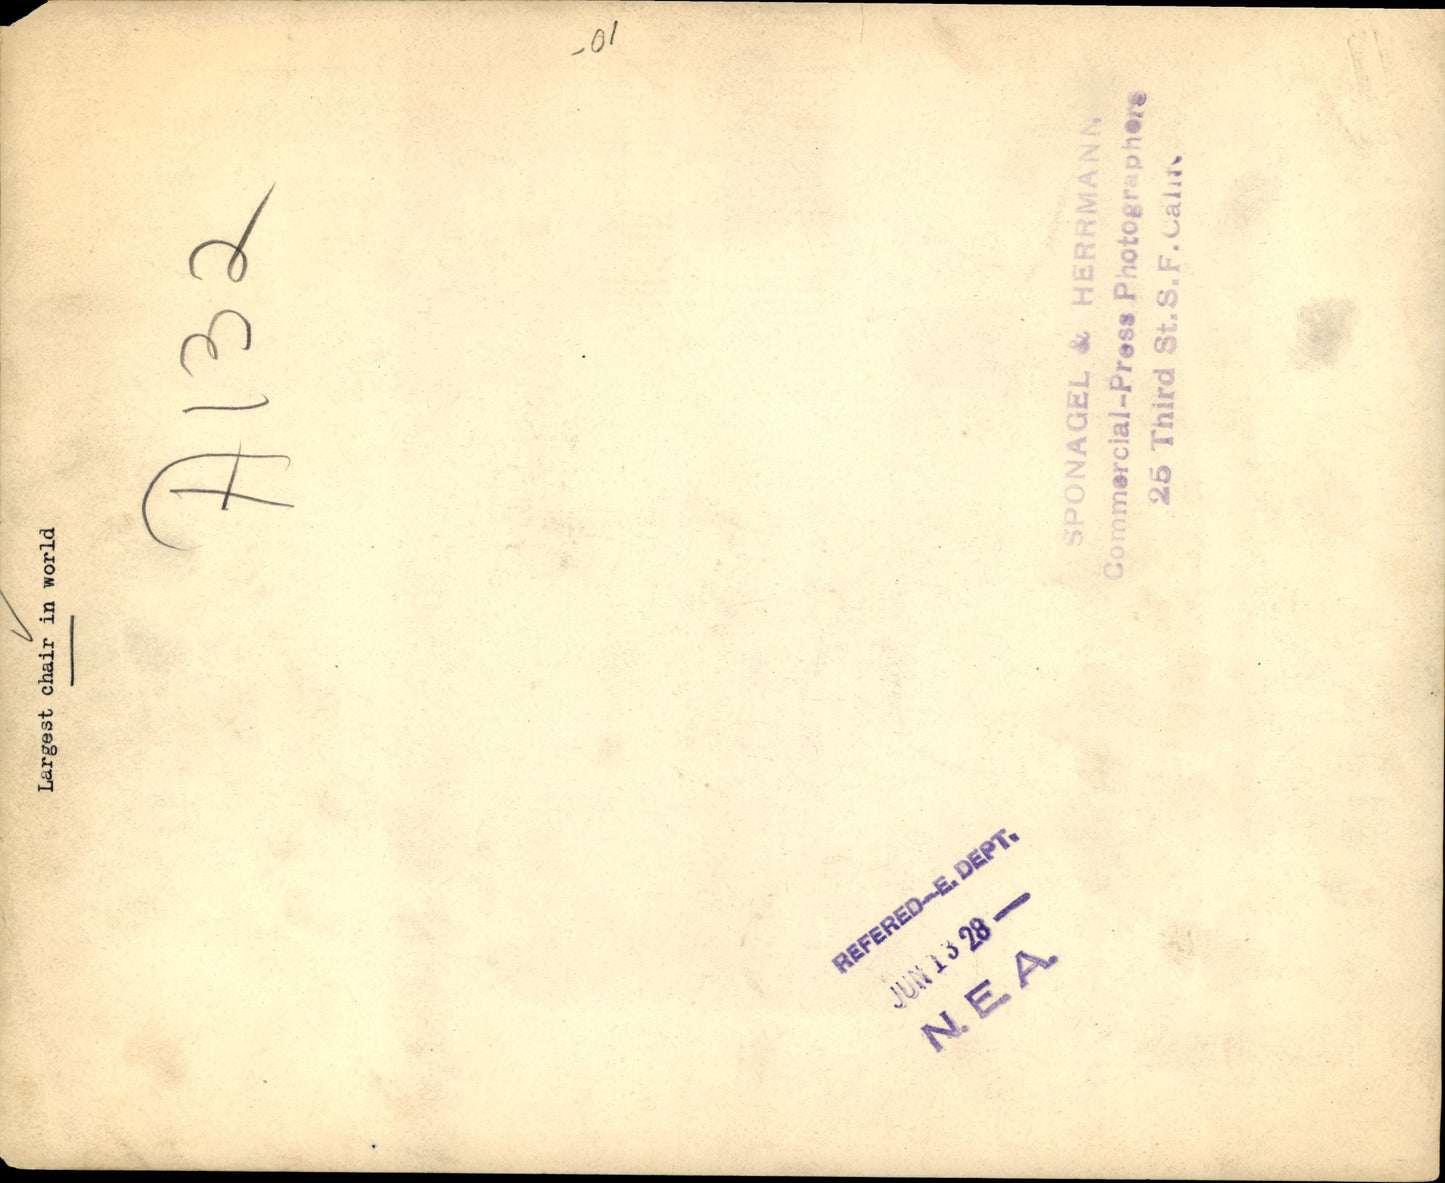 Largest chair in world
A132
-01
SPONAGEL & HERRMANN
Commercial-Press Photographers
25 Third St. S. F. Calif.
REFERED—E. DEPT.
JUN 13 28 —
N. E. A.